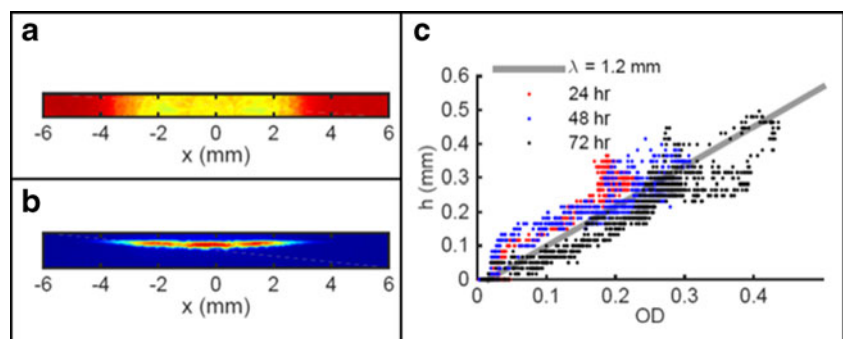 a
-6 -4 -2 0 2 4 6
x (mm)
b
-6 -4 -2 0 2 4 6
x (mm)
c
λ = 1.2 mm
24 hr
48 hr
72 hr
0.6
0.5
0.4
0.3
0.2
0.1
0
h (mm)
0 0.1 0.2 0.3 0.4
OD